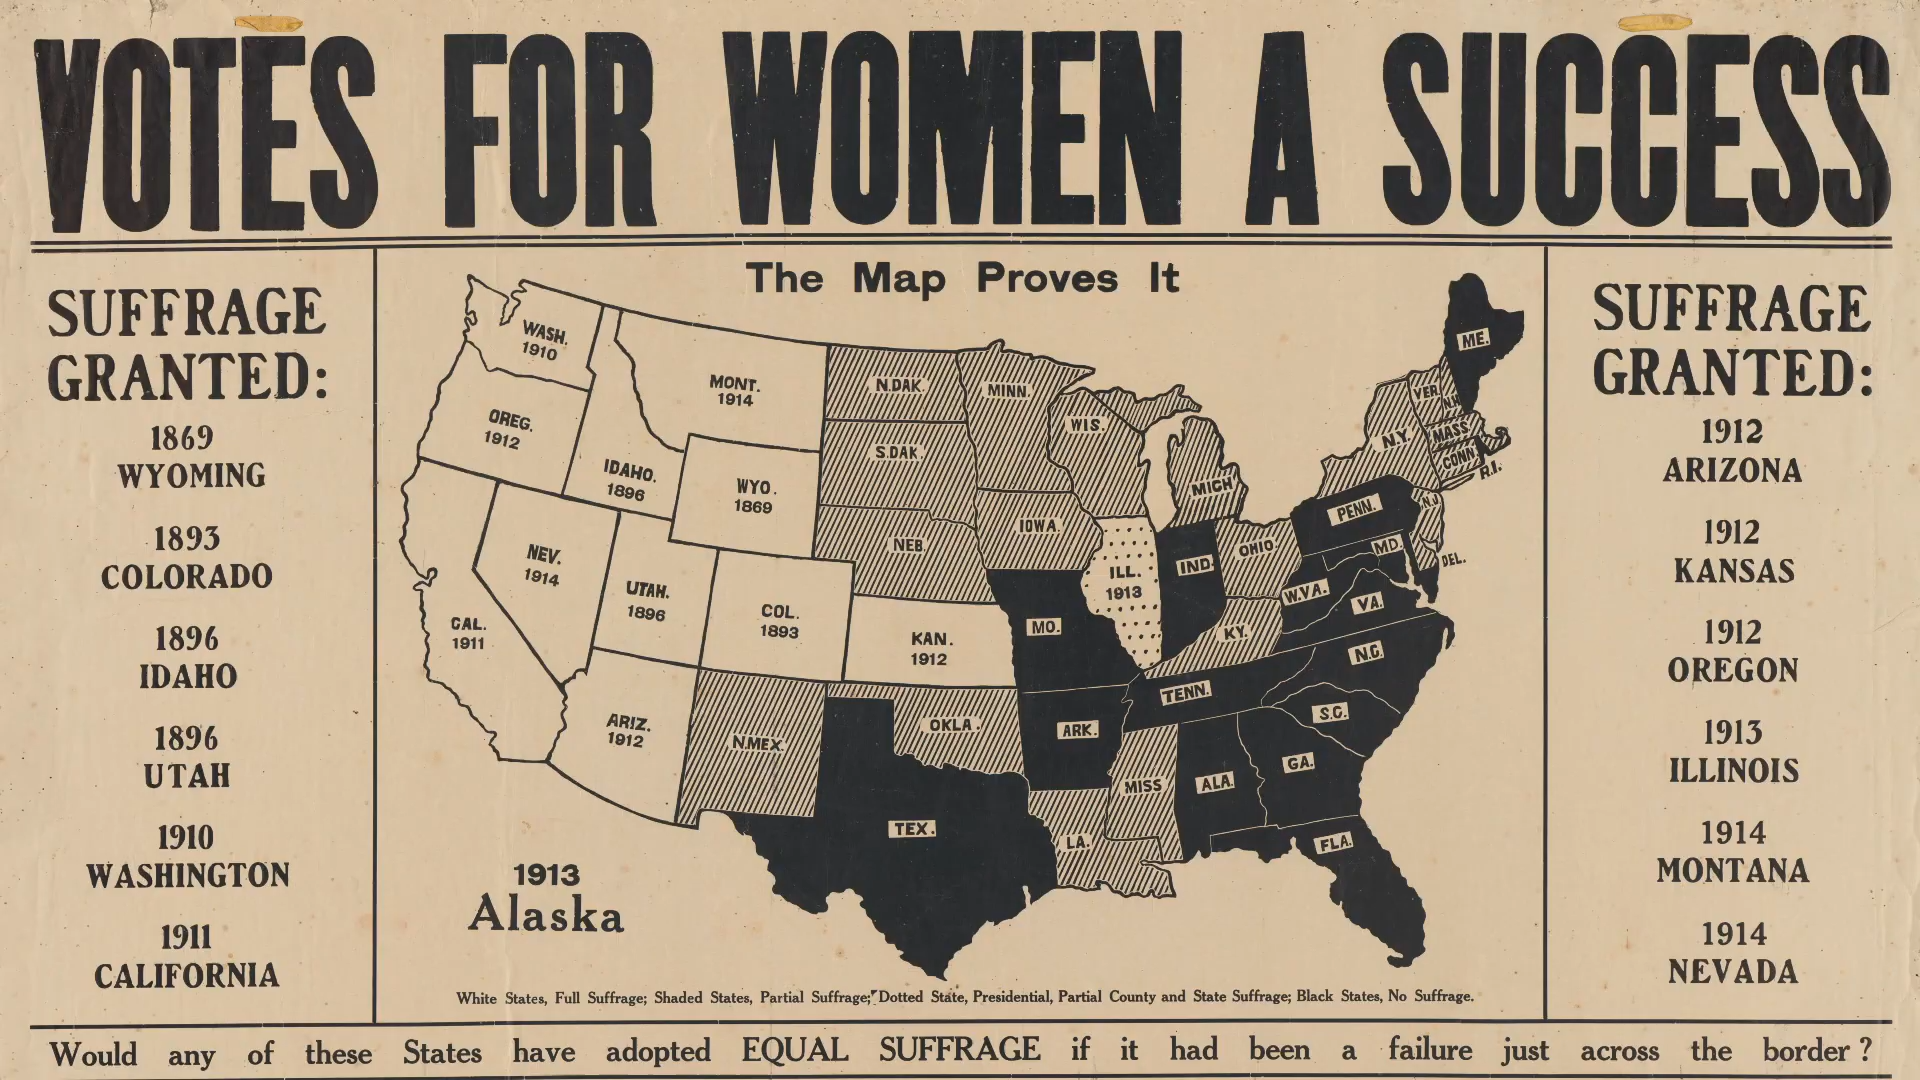 VOTES FOR WOMEN A SUCCESS
SUFFRAGE
GRANTED:
1869
WYOMING
1893
COLORADO
1896
IDAHO
1896
UTAH
1910
WASHINGTON
1911
CALIFORNIA
The Map Proves It
WASH.
1910
OREG.
1912
CAL.
1911
NEV.
1914
IDAHO.
1896
MONT.
1914
WYO.
1869
UTAH.
1896
COL.
1893
ARIZ.
1912
N.MEX.
N.DAK.
S.DAK.
NEB.
KAN.
1912
OKLA.
TEX.
MINN.
IOWA.
MO.
ARK.
LA.
WIS.
ILL.
1913
MICH.
IND.
OHIO.
KY.
TENN.
MISS
ALA.
GA.
FLA.
S.C.
N.C.
VA.
W.VA.
MD.
DEL.
PENN.
N.J.
N.Y.
CONN.
R.I.
MASS
VER.
N.H.
ME.
1913
Alaska
White States, Full Suffrage; Shaded States, Partial Suffrage; Dotted State, Presidential, Partial County and State Suffrage; Black States, No Suffrage.
SUFFRAGE
GRANTED:
1912
ARIZONA
1912
KANSAS
1912
OREGON
1913
ILLINOIS
1914
MONTANA
1914
NEVADA
Would any of these States have adopted EQUAL SUFFRAGE if it had been a failure just across the border?